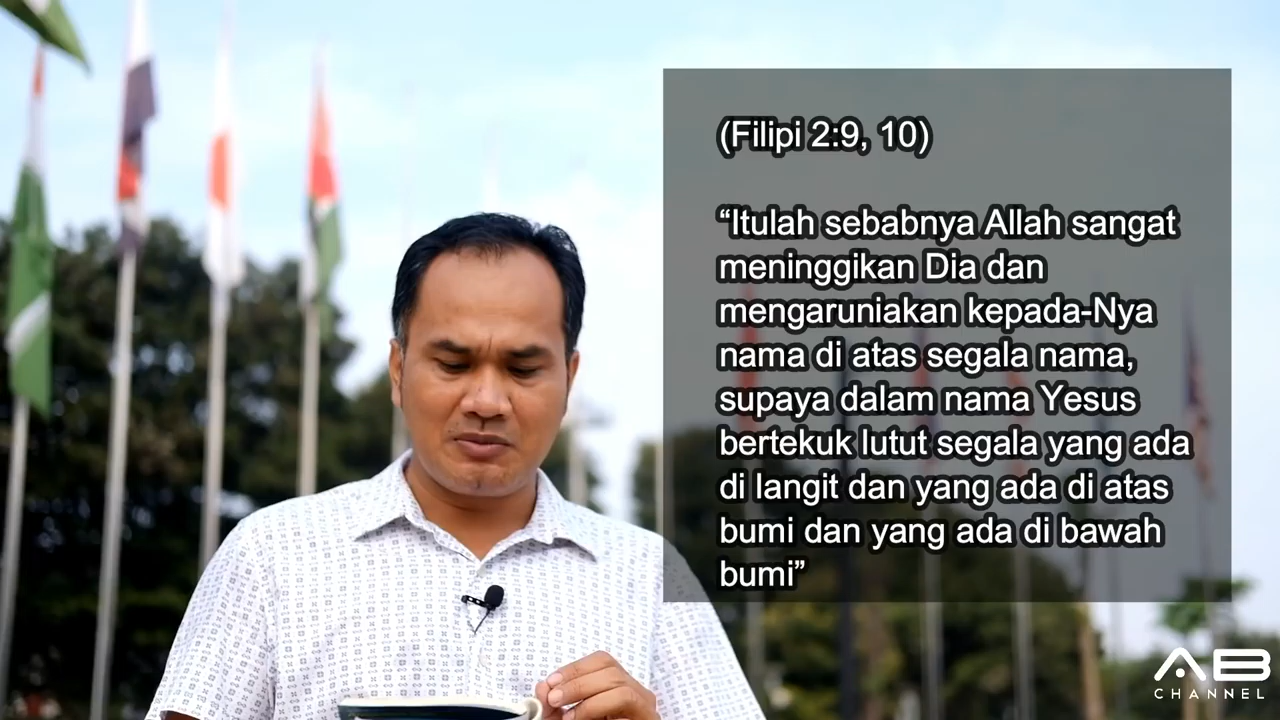 (Filipi 2:9, 10)
“Itulah sebabnya Allah sangat
meninggikan Dia dan
mengaruniakan kepada-Nya
nama di atas segala nama,
supaya dalam nama Yesus
bertekuk lutut segala yang ada
di langit dan yang ada di atas
bumi dan yang ada di bawah
bumi”
AB
CHANNEL